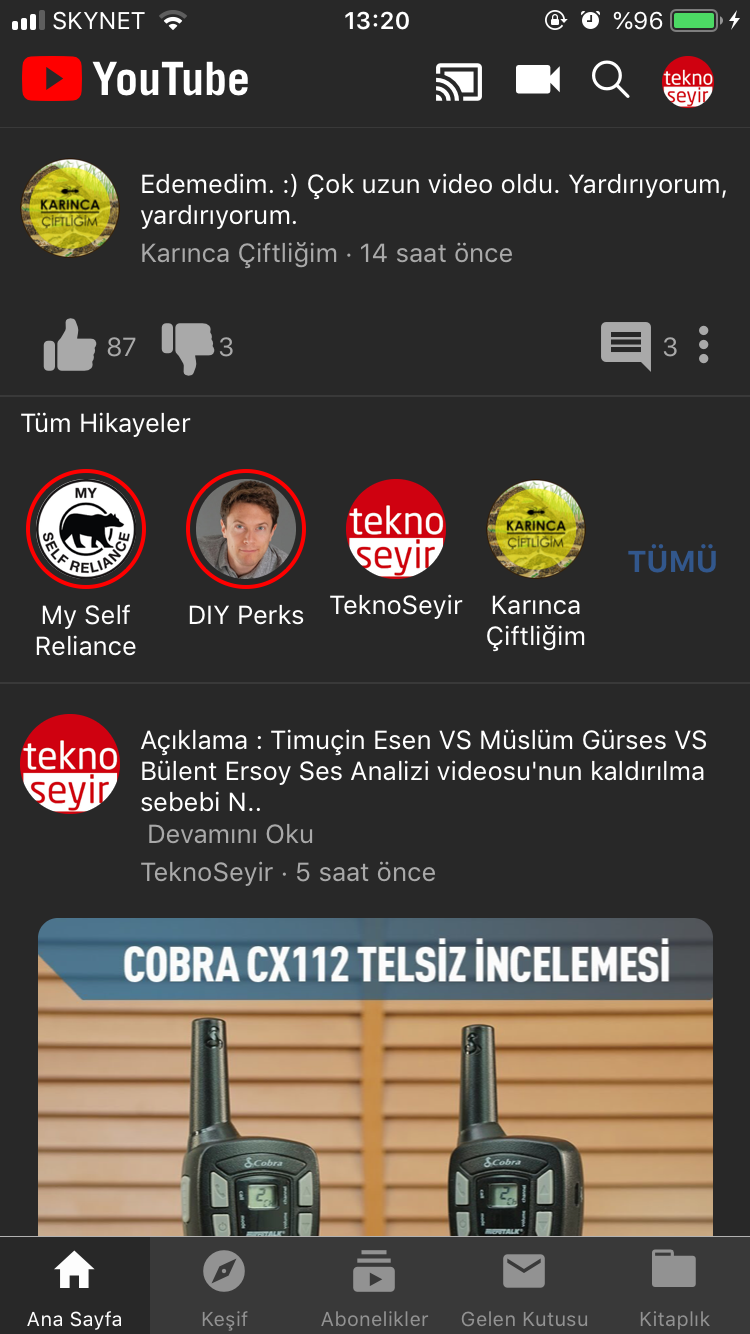 SKYNET 13:20 %96
YouTube
tekno
seyir
KARINCA
ÇİFTLİĞİM
Edemedim. :) Çok uzun video oldu. Yardırıyorum,
yardırıyorum.
Karınca Çiftliğim · 14 saat önce
87 3 3
Tüm Hikayeler
MY
SELF RELIANCE
tekno
seyir
KARINCA
ÇİFTLİĞİM
My Self
Reliance
DIY Perks
TeknoSeyir
Karınca
Çiftliğim
TÜMÜ
tekno
seyir
Açıklama : Timuçin Esen VS Müslüm Gürses VS
Bülent Ersoy Ses Analizi videosu'nun kaldırılma
sebebi N..
Devamını Oku
TeknoSeyir · 5 saat önce
COBRA CX112 TELSİZ İNCELEMESİ
Cobra Cobra
Ana Sayfa Keşif Abonelikler Gelen Kutusu Kitaplık